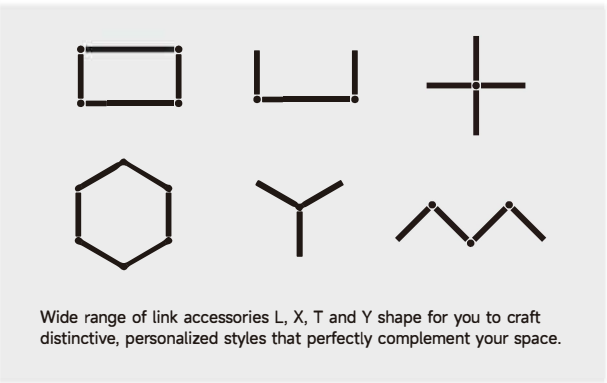 Wide range of link accessories L, X, T and Y shape for you to craft
distinctive, personalized styles that perfectly complement your space.